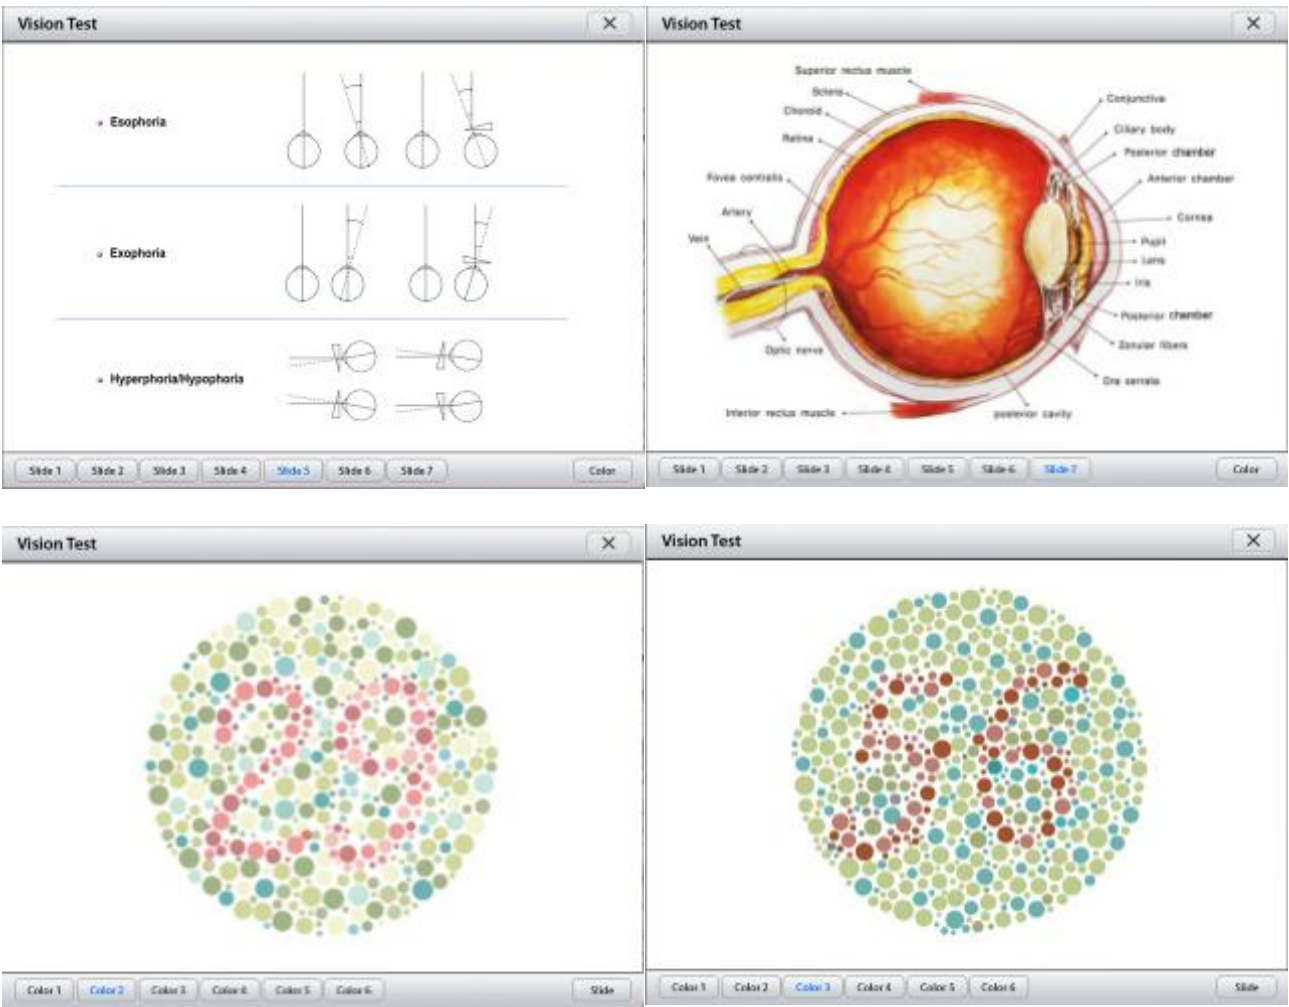 Vision Test
Esophoria
Exophoria
Hyperphoria/Hypophoria
Slide 1 Slide 2 Slide 3 Slide 4 Slide 5 Slide 6 Slide 7 Color
Vision Test
Superior rectus muscle
Sclera
Choroid
Retina
Fovea centralis
Artery
Vein
Optic nerve
Interior rectus muscle
Conjunctiva
Ciliary body
Posterior chamber
Anterior chamber
Cornea
Pupil
Lens
Iris
Posterior chamber
Zonular fibers
Ora serrata
posterior cavity
Slide 1 Slide 2 Slide 3 Slide 4 Slide 5 Slide 6 Slide 7 Color
Vision Test
29
Color 1 Color 2 Color 3 Color 4 Color 5 Color 6 Slide
Vision Test
56
Color 1 Color 2 Color 3 Color 4 Color 5 Color 6 Slide